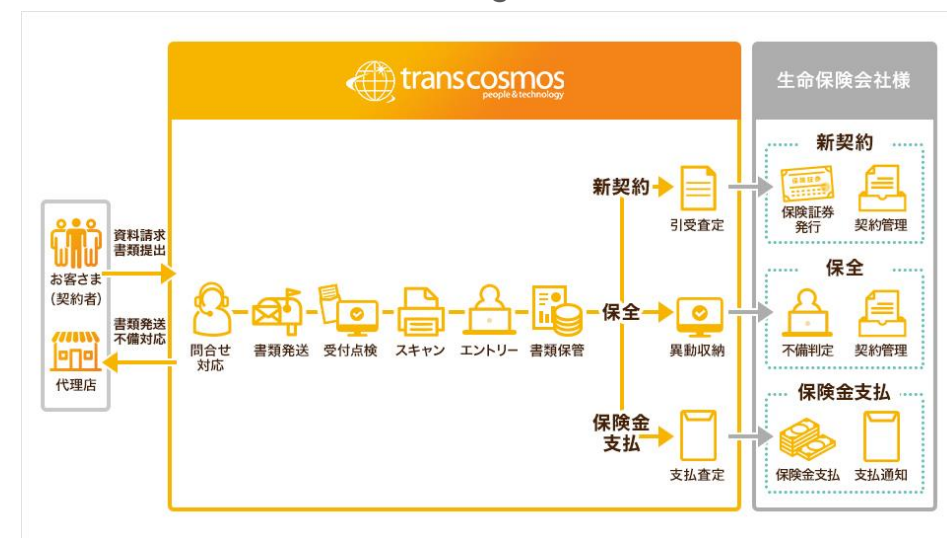 transcosmos
people & technology
生命保険会社様
新契約
保険証券
保険証券
発行
契約管理
新契約
引受査定
資料請求
書類提出
お客さま
(契約者)
書類発送
不備対応
代理店
問合せ
対応
書類発送
受付点検
スキャン
エントリー
書類保管
保全
異動収納
保全
不備判定
契約管理
保険金
支払
支払査定
保険金支払
保険金支払
支払通知